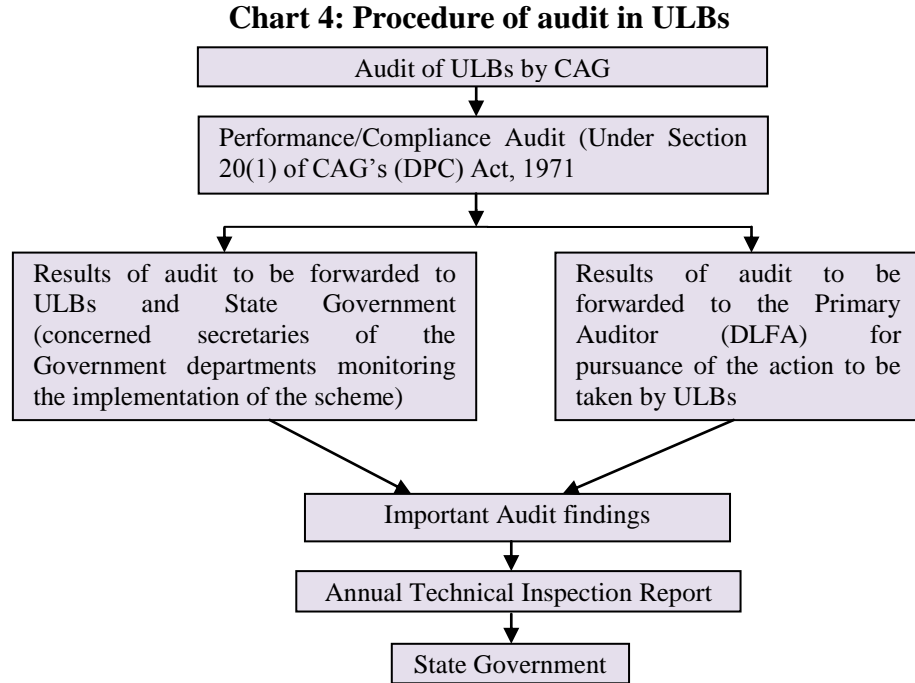 Chart 4: Procedure of audit in ULBs
Audit of ULBs by CAG
Performance/Compliance Audit (Under Section
20(1) of CAG's (DPC) Act, 1971
Results of audit to be forwarded to
ULBs and State Government
(concerned secretaries of the
Government departments monitoring
the implementation of the scheme)
Results of audit to be
forwarded to the Primary
Auditor (DLFA) for
pursuance of the action to be
taken by ULBs
Important Audit findings
Annual Technical Inspection Report
State Government